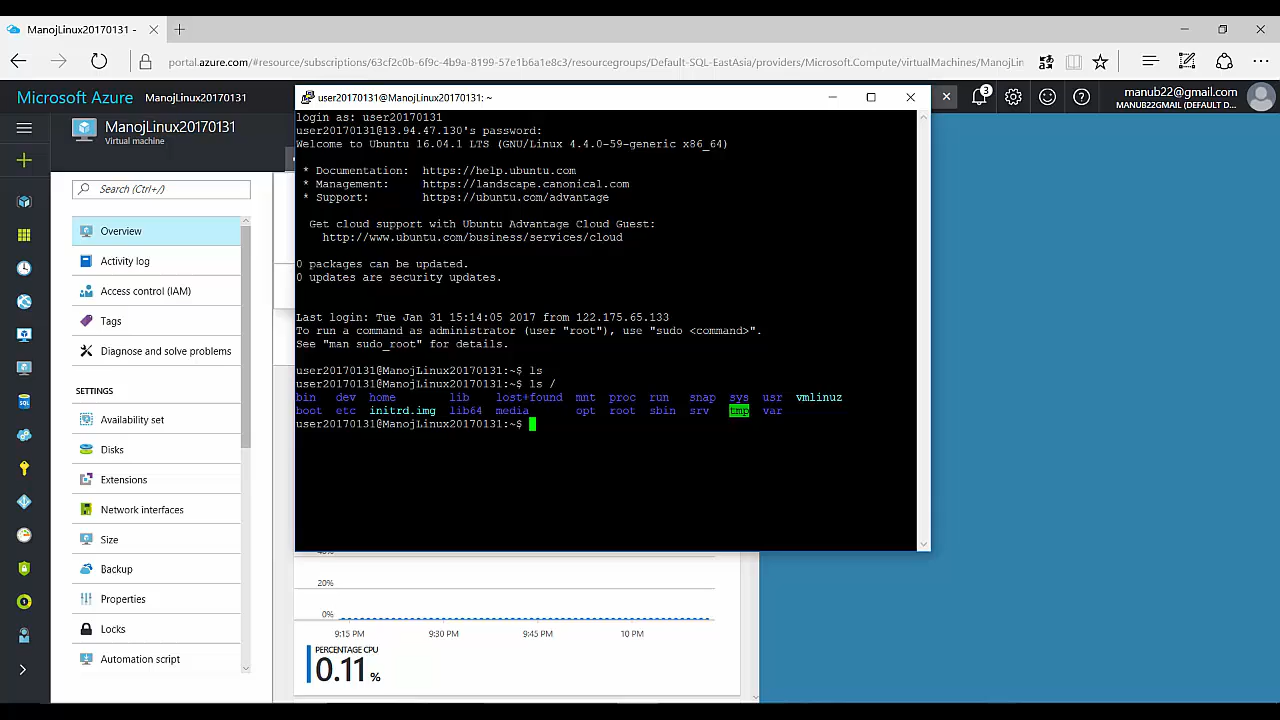 ManojLinux20170131 -
portal.azure.com/#resource/subscriptions/63cf2c0b-6f9c-4b9a-8199-57e1b6a1e8c3/resourcegroups/Default-SQL-EastAsia/providers/Microsoft.Compute/virtualMachines/ManojLin
Microsoft Azure ManojLinux20170131
3
manub22@gmail.com
MANUB22GMAIL (DEFAULT D...
ManojLinux20170131
Virtual machine
Search (Ctrl+/)
Overview
Activity log
Access control (IAM)
Tags
Diagnose and solve problems
SETTINGS
Availability set
Disks
Extensions
Network interfaces
Size
Backup
Properties
Locks
Automation script
user20170131@ManojLinux20170131: ~
login as: user20170131
user20170131@13.94.47.130's password:
Welcome to Ubuntu 16.04.1 LTS (GNU/Linux 4.4.0-59-generic x86_64)
* Documentation: https://help.ubuntu.com
* Management: https://landscape.canonical.com
* Support: https://ubuntu.com/advantage
Get cloud support with Ubuntu Advantage Cloud Guest:
http://www.ubuntu.com/business/services/cloud
0 packages can be updated.
0 updates are security updates.
Last login: Tue Jan 31 15:14:05 2017 from 122.175.65.133
To run a command as administrator (user "root"), use "sudo <command>".
See "man sudo_root" for details.
user20170131@ManojLinux20170131:~$ ls
user20170131@ManojLinux20170131:~$ ls /
bin dev home lib lost+found mnt proc run snap sys usr vmlinuz
boot etc initrd.img lib64 media opt root sbin srv tmp var
user20170131@ManojLinux20170131:~$
20%
0%
9:15 PM 9:30 PM 9:45 PM 10 PM
PERCENTAGE CPU
0.11 %